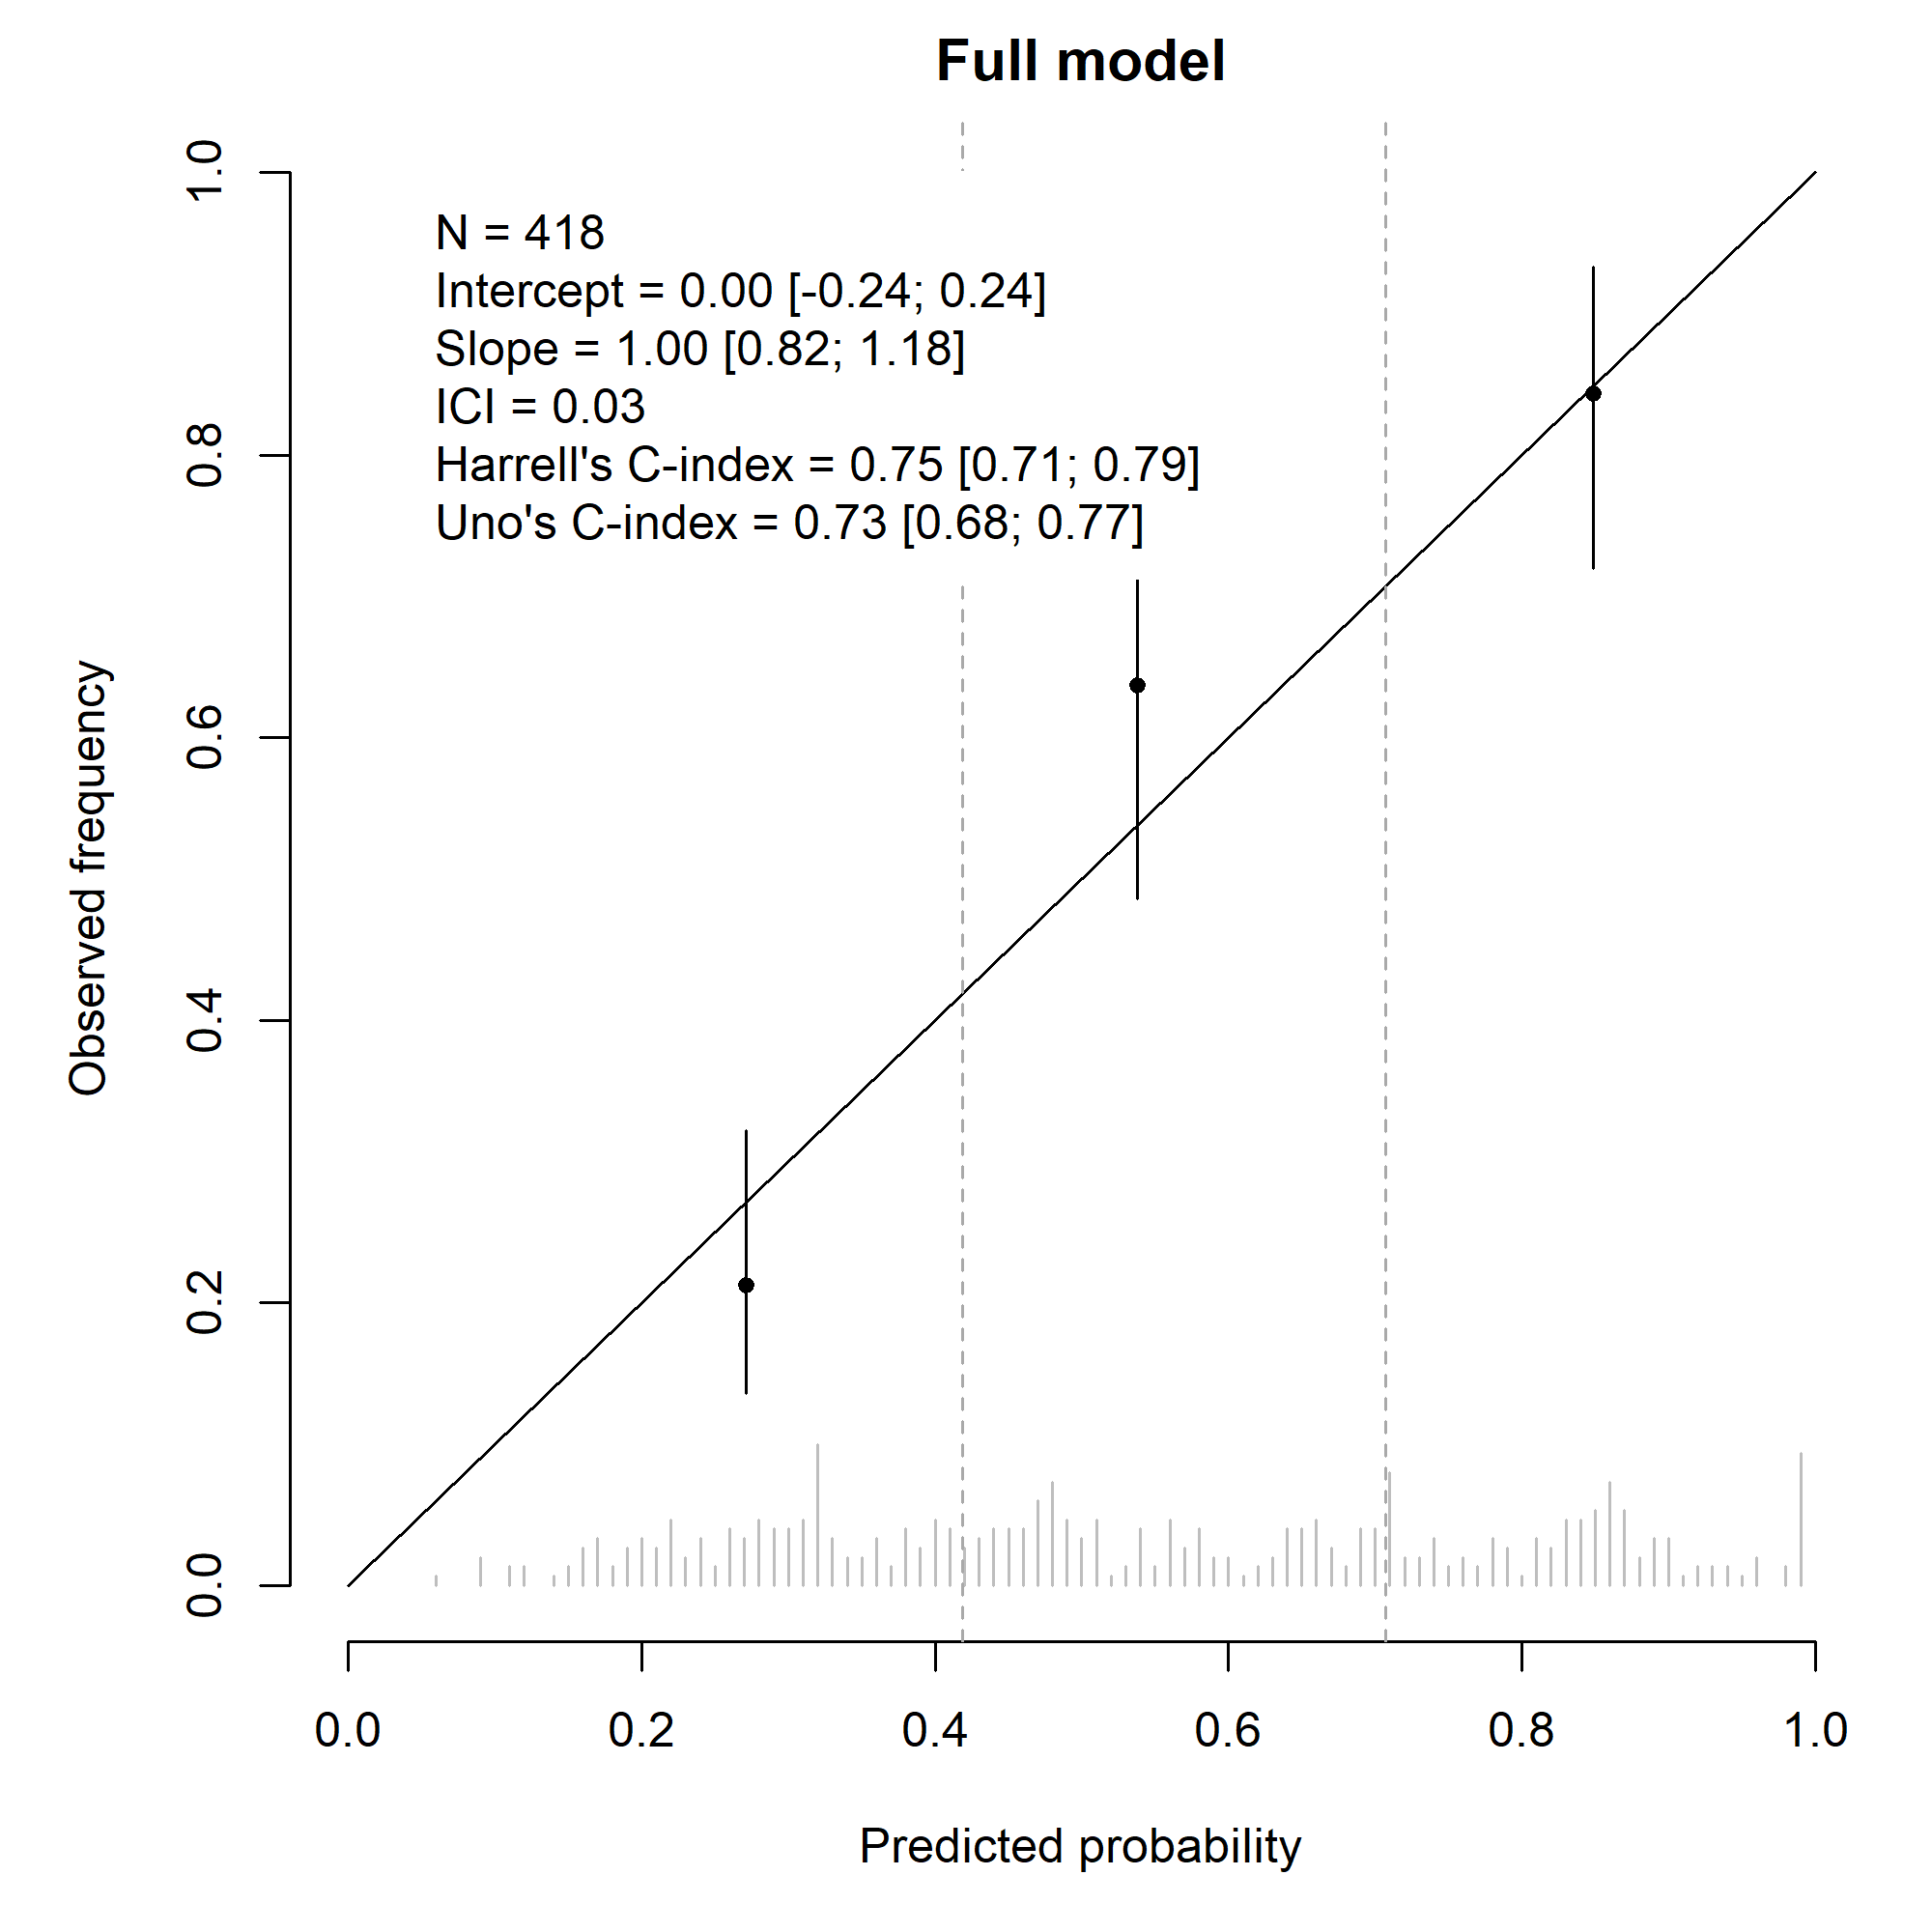 Full model
N = 418
Intercept = 0.00 [-0.24; 0.24]
Slope = 1.00 [0.82; 1.18]
ICI = 0.03
Harrell's C-index = 0.75 [0.71; 0.79]
Uno's C-index = 0.73 [0.68; 0.77]
Observed frequency
1.0
0.8
0.6
0.4
0.2
0.0
0.0 0.2 0.4 0.6 0.8 1.0
Predicted probability